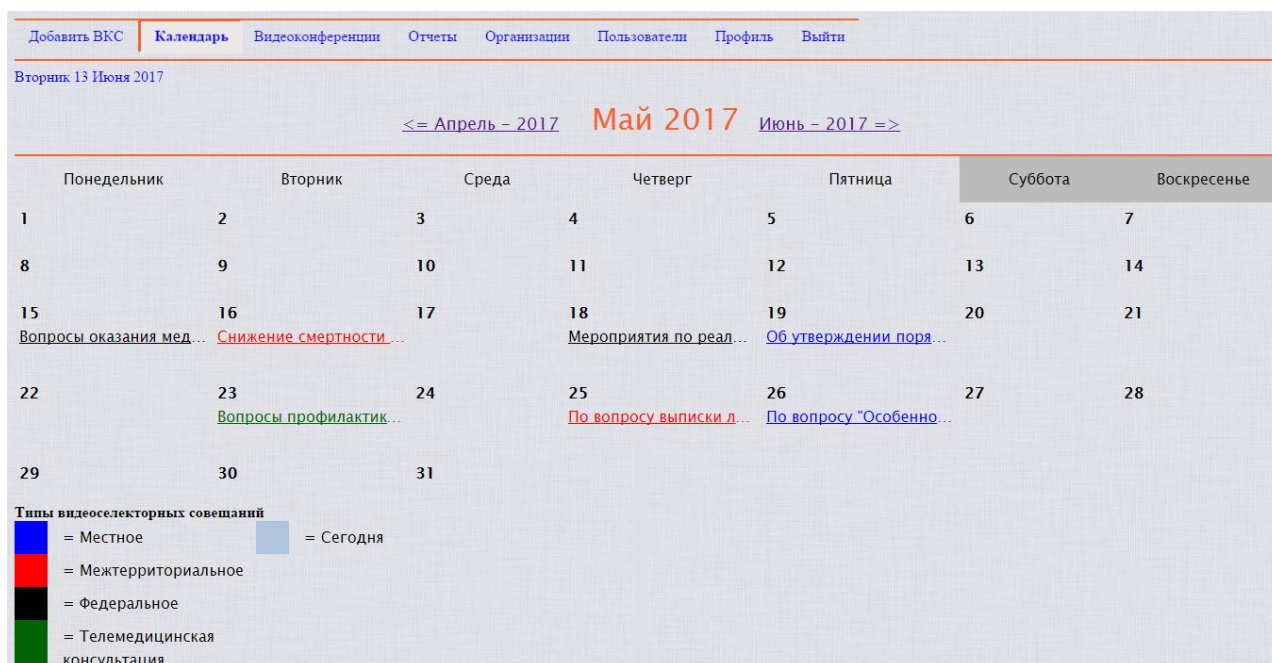 Добавить ВКС Календарь Видеоконференции Отчеты Организации Пользователи Профиль Выйти
Вторник 13 Июня 2017
<= Апрель - 2017 Май 2017 Июнь - 2017 =>
Понедельник Вторник Среда Четверг Пятница Суббота Воскресенье
1 2 3 4 5 6 7
8 9 10 11 12 13 14
15 16 17 18 19 20 21
Вопросы оказания мед... Снижение смертности ... Мероприятия по реал... Об утверждении поря...
22 23 24 25 26 27 28
Вопросы профилактик... По вопросу выписки л... По вопросу "Особенно...
29 30 31
Типы видеоселекторных совещаний
= Местное = Сегодня
= Межтерриториальное
= Федеральное
= Телемедицинская
консультация